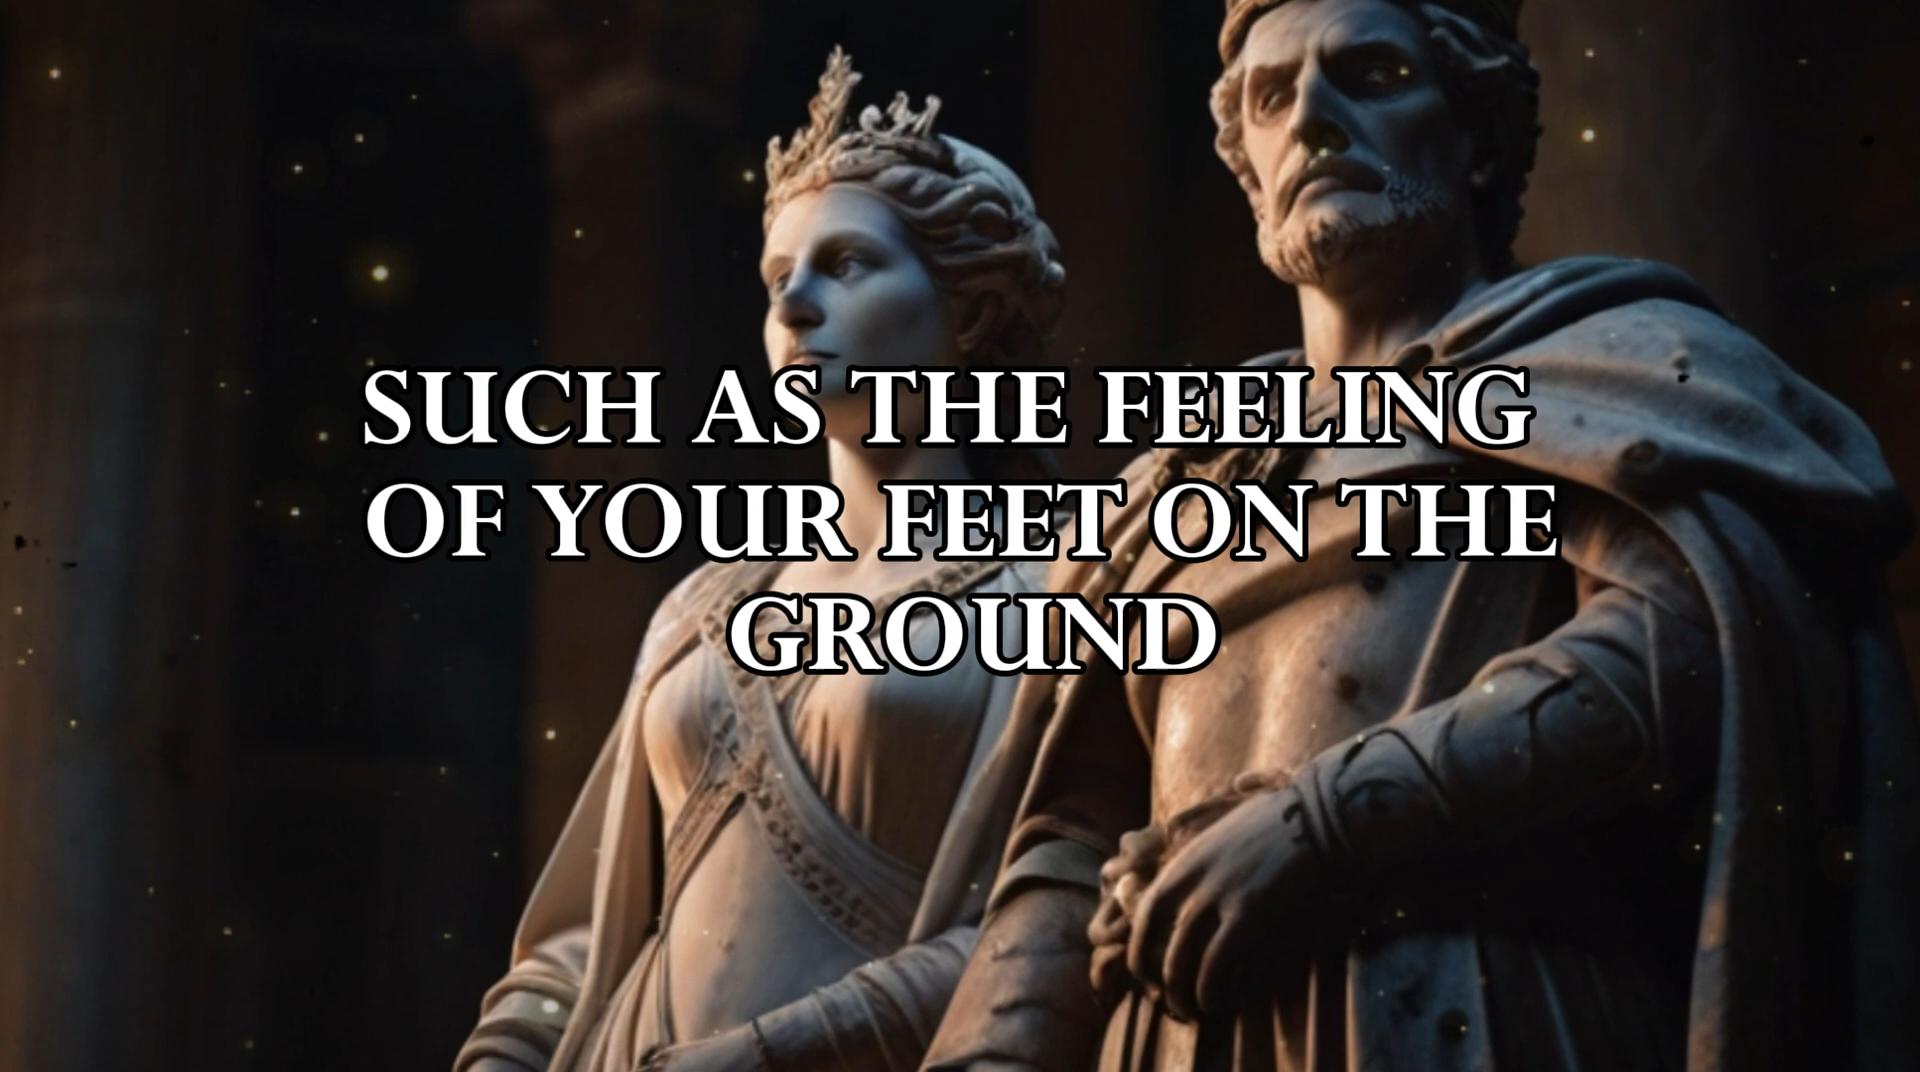 SUCH AS THE FEELING
OF YOUR FEET ON THE
GROUND